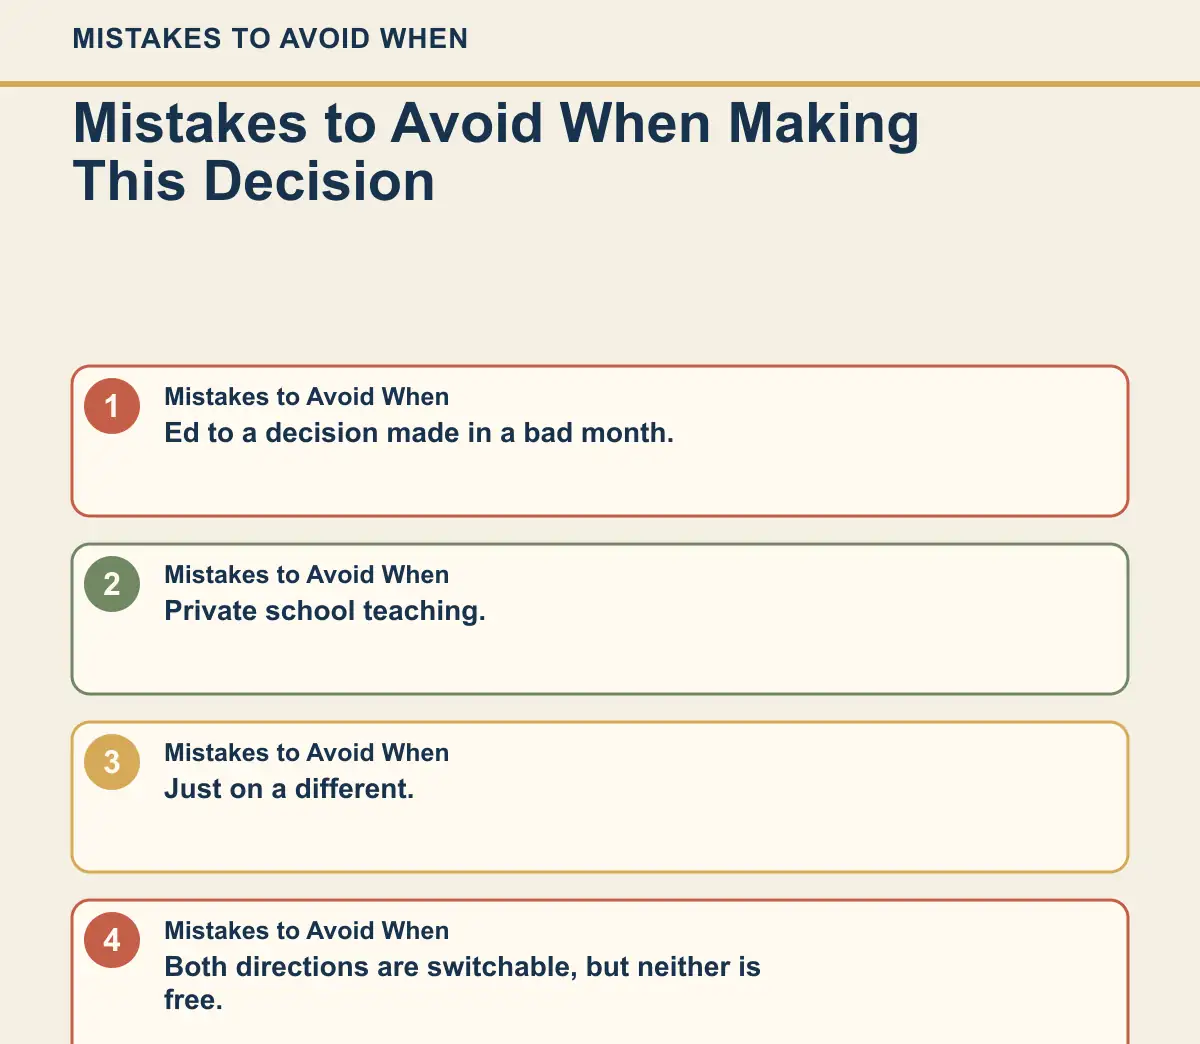 MISTAKES TO AVOID WHEN
Mistakes to Avoid When Making
This Decision
1
Mistakes to Avoid When
Ed to a decision made in a bad month.
2
Mistakes to Avoid When
Private school teaching.
3
Mistakes to Avoid When
Just on a different.
4
Mistakes to Avoid When
Both directions are switchable, but neither is
free.